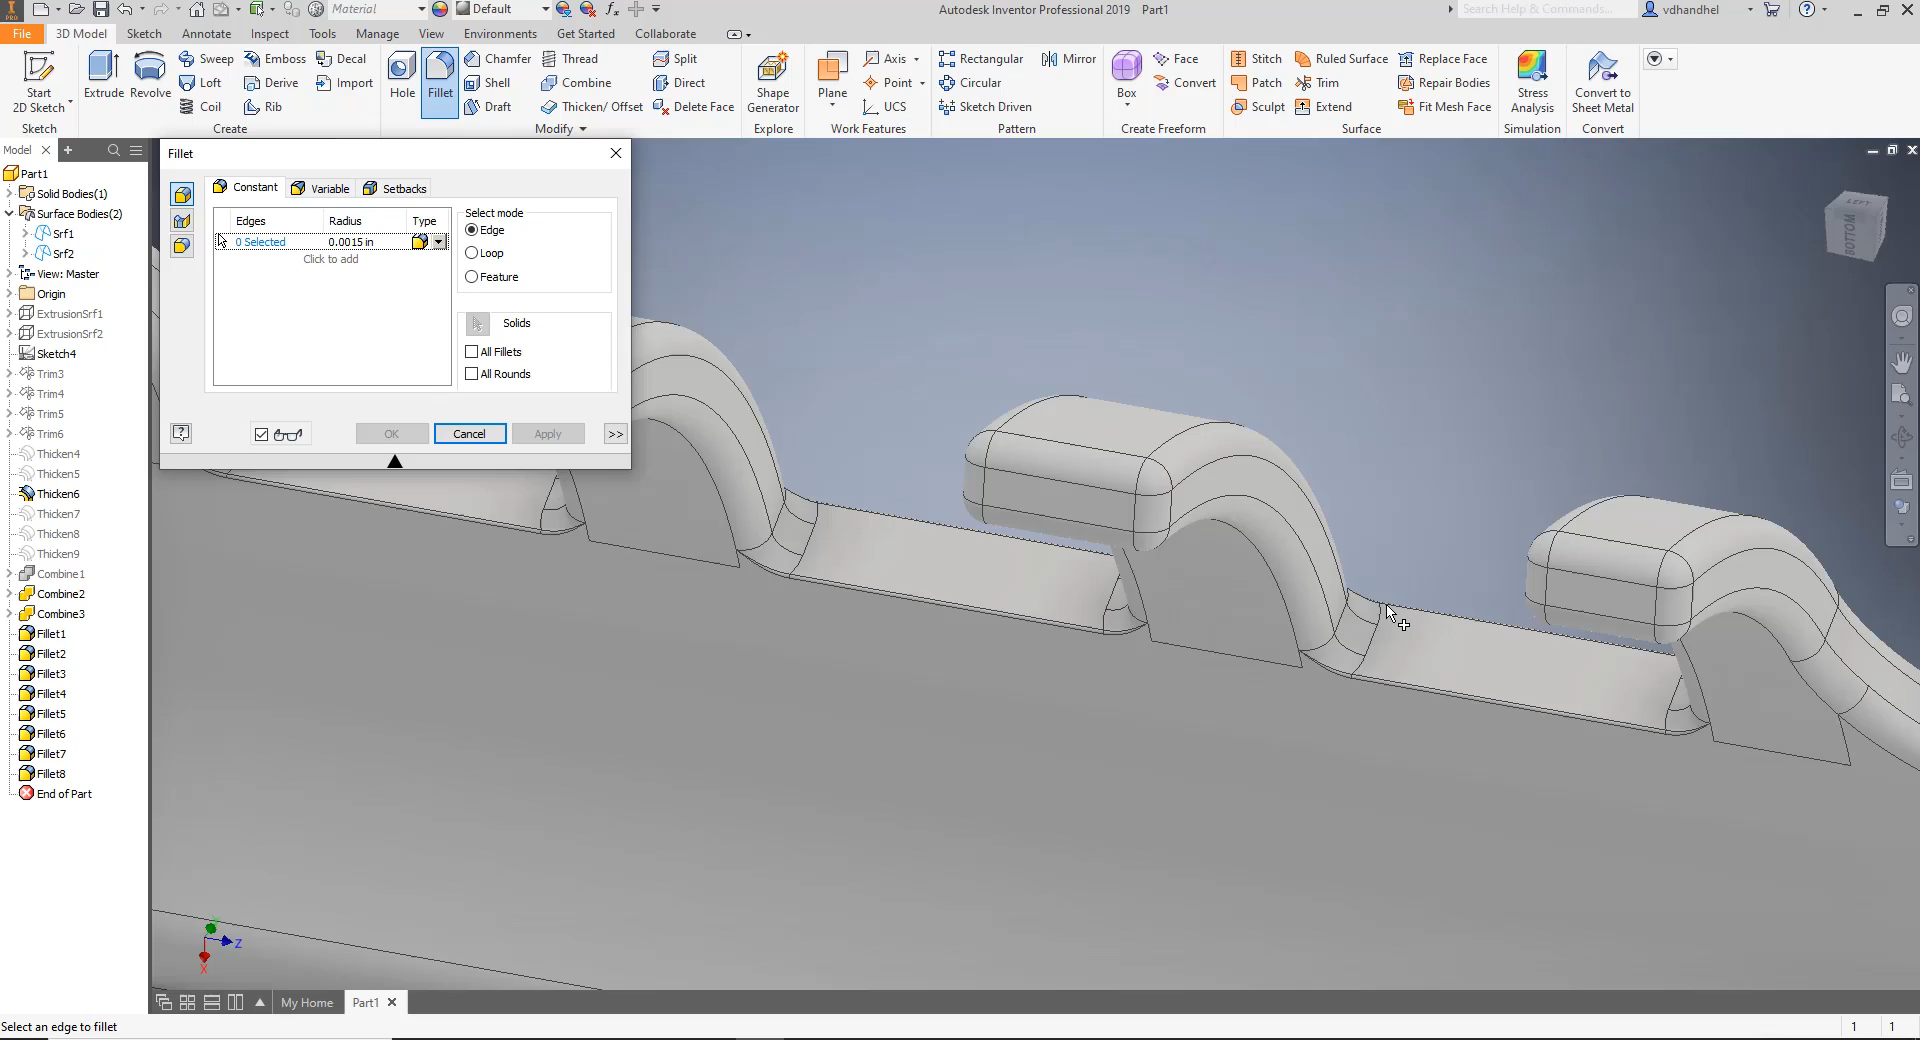 PRO
Material
Default
fx
Autodesk Inventor Professional 2019 Part1
Search Help & Commands...
vdhandhel
File
3D Model
Sketch
Annotate
Inspect
Tools
Manage
View
Environments
Get Started
Collaborate
Start
2D Sketch
Extrude
Revolve
Sweep
Loft
Coil
Emboss
Derive
Rib
Decal
Import
Hole
Fillet
Chamfer
Shell
Draft
Thread
Combine
Thicken/ Offset
Split
Direct
Delete Face
Shape
Generator
Plane
Axis
Point
UCS
Rectangular
Circular
Sketch Driven
Mirror
Box
Face
Convert
Stitch
Patch
Sculpt
Ruled Surface
Trim
Extend
Replace Face
Repair Bodies
Fit Mesh Face
Stress
Analysis
Convert to
Sheet Metal
Sketch
Create
Modify
Explore
Work Features
Pattern
Create Freeform
Surface
Simulation
Convert
Model
Part1
Solid Bodies(1)
Surface Bodies(2)
Srf1
Srf2
View: Master
Origin
ExtrusionSrf1
ExtrusionSrf2
Sketch4
Trim3
Trim4
Trim5
Trim6
Thicken4
Thicken5
Thicken6
Thicken7
Thicken8
Thicken9
Combine1
Combine2
Combine3
Fillet1
Fillet2
Fillet3
Fillet4
Fillet5
Fillet6
Fillet7
Fillet8
End of Part
Fillet
Constant
Variable
Setbacks
Edges Radius Type
0 Selected 0.0015 in
Click to add
Select mode
Edge
Loop
Feature
Solids
All Fillets
All Rounds
OK
Cancel
Apply
>>
LEFT
BOTTOM
Z
X
My Home
Part1
Select an edge to fillet
1 1